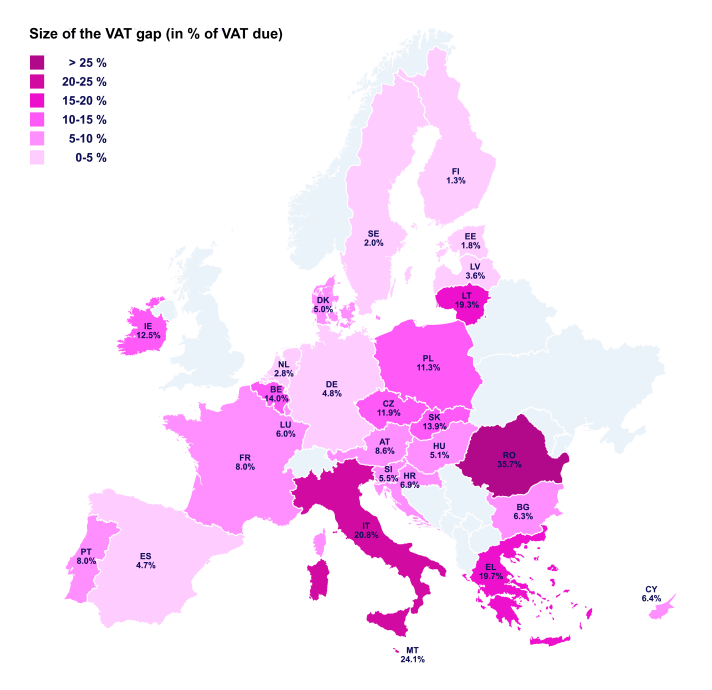 Size of the VAT gap (in % of VAT due)
> 25 %
20-25 %
15-20 %
10-15 %
5-10 %
0-5 %
FI
1.3%
SE
2.0%
EE
1.8%
LV
3.6%
LT
19.3%
DK
5.0%
IE
12.5%
PL
11.3%
NL
2.8%
DE
4.8%
BE
14.0%
CZ
11.9%
SK
13.9%
LU
6.0%
AT
8.6%
HU
5.1%
RO
35.7%
FR
8.0%
SI
5.5%
HR
6.9%
BG
6.3%
IT
20.8%
PT
8.0%
ES
4.7%
EL
19.7%
CY
6.4%
MT
24.1%